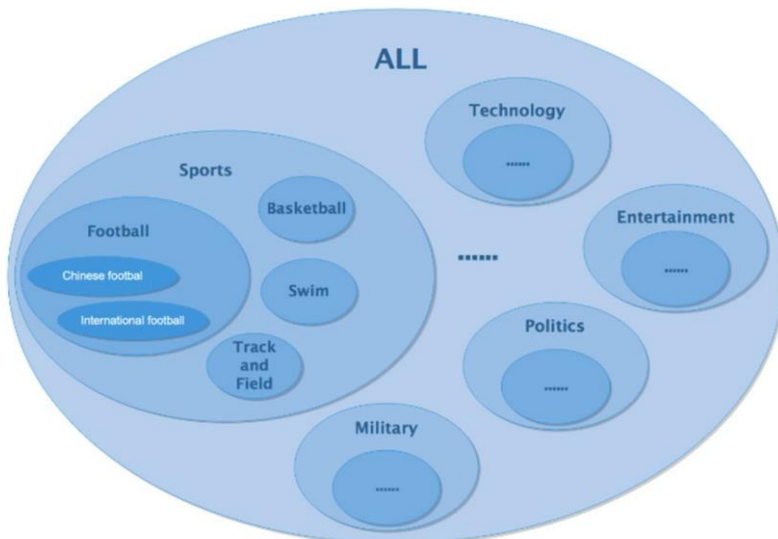 ALL
Technology
......
Sports
Basketball
Entertainment
......
Football
......
Chinese footbal
Swim
International football
Politics
Track
and
Field
......
Military
......